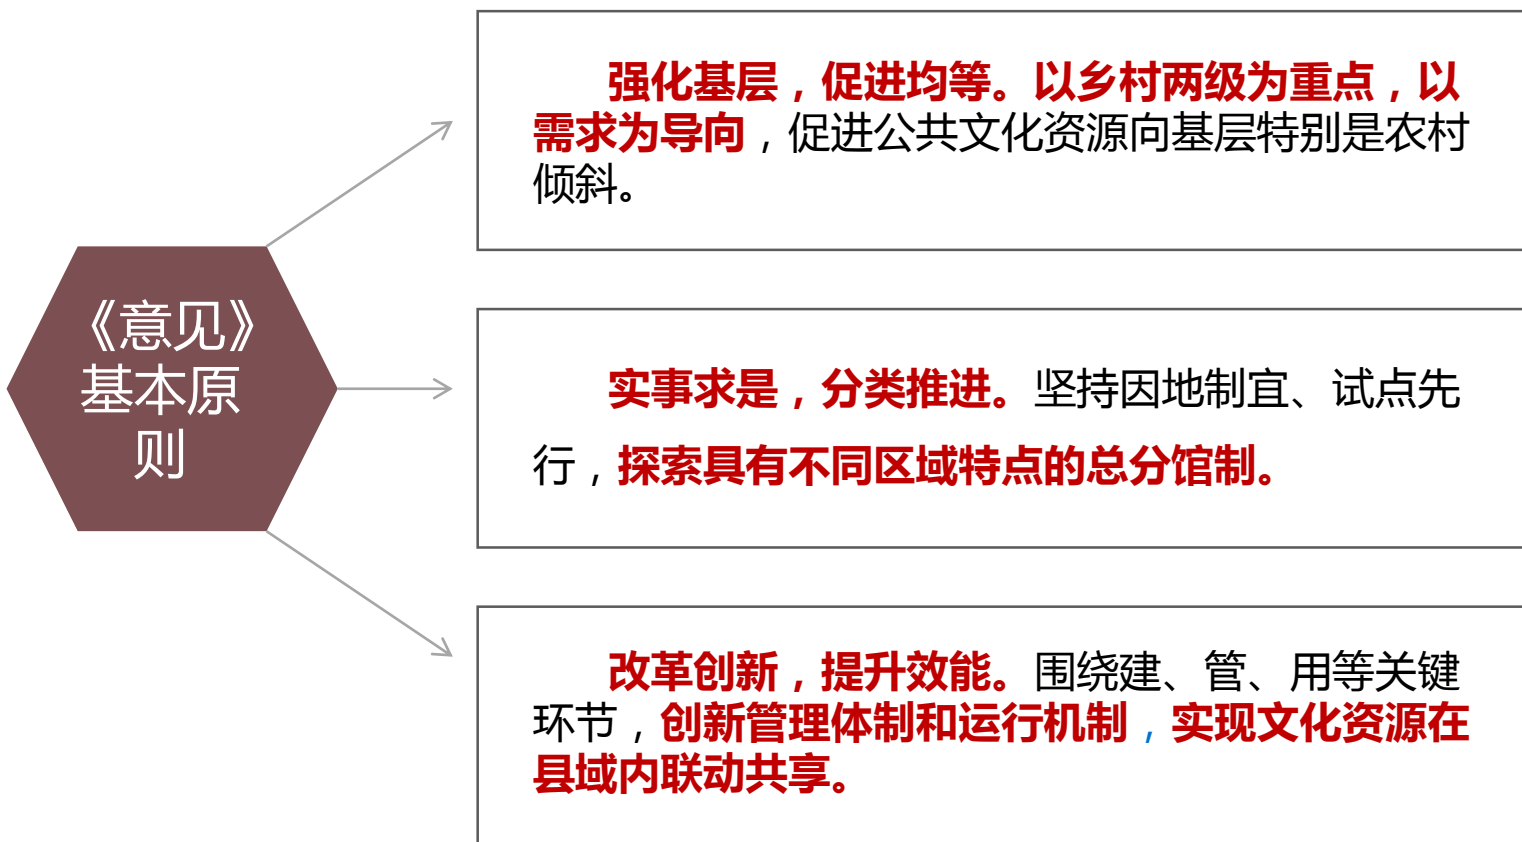 《意见》
基本原
则
强化基层，促进均等。以乡村两级为重点，以
需求为导向，促进公共文化资源向基层特别是农村
倾斜。
实事求是，分类推进。坚持因地制宜、试点先
行，探索具有不同区域特点的总分馆制。
改革创新，提升效能。围绕建、管、用等关键
环节，创新管理体制和运行机制，实现文化资源在
县域内联动共享。